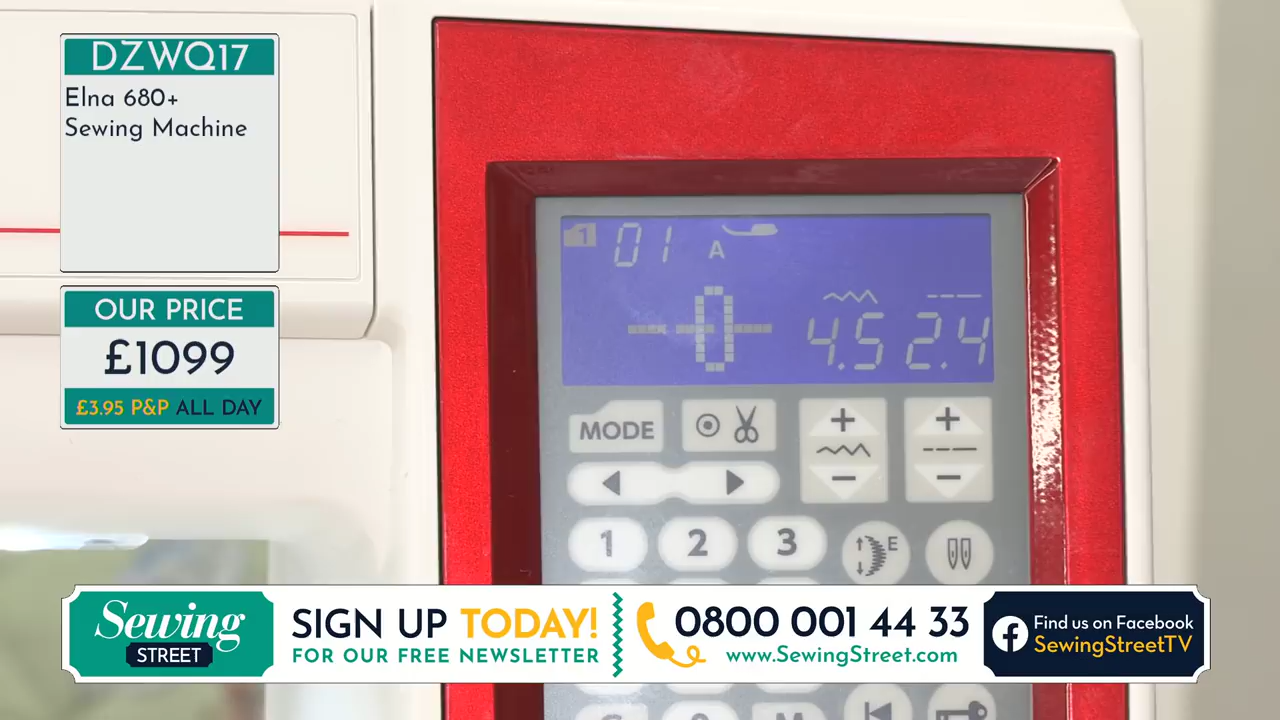 DZWQ17
Elna 680+
Sewing Machine
OUR PRICE
£1099
£3.95 P&P ALL DAY
1 01 A
4.5 2.4
MODE
+ +
- -
1 2 3 E
Sewing
STREET
SIGN UP TODAY!
FOR OUR FREE NEWSLETTER
0800 001 44 33
www.SewingStreet.com
Find us on Facebook
SewingStreetTV